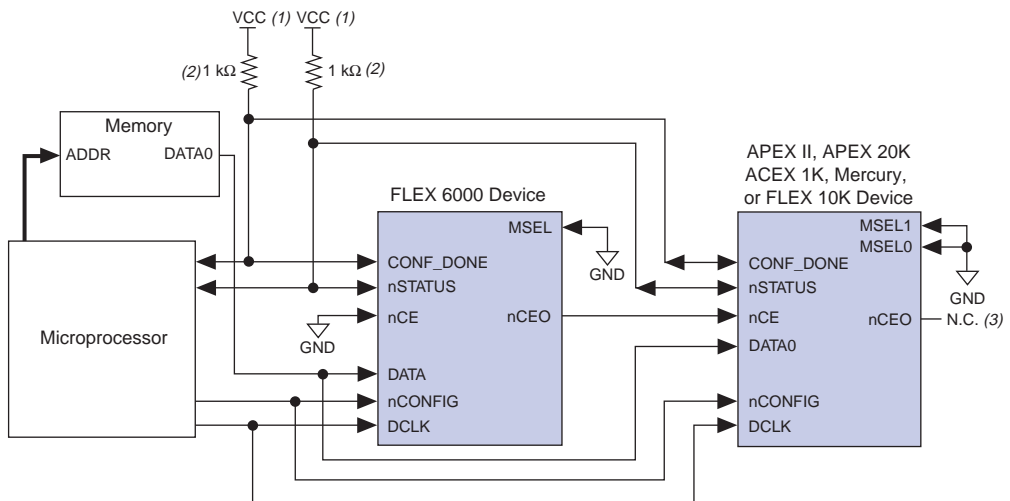 VCC (1) VCC (1)
(2) 1 kΩ 1 kΩ (2)
Memory
ADDR DATA0
APEX II, APEX 20K
ACEX 1K, Mercury,
or FLEX 10K Device
FLEX 6000 Device
MSEL
GND
CONF_DONE
nSTATUS
nCE
GND
nCEO
DATA
nCONFIG
DCLK
Microprocessor
MSEL1
MSEL0
GND
CONF_DONE
nSTATUS
nCE
nCEO
N.C. (3)
DATA0
nCONFIG
DCLK